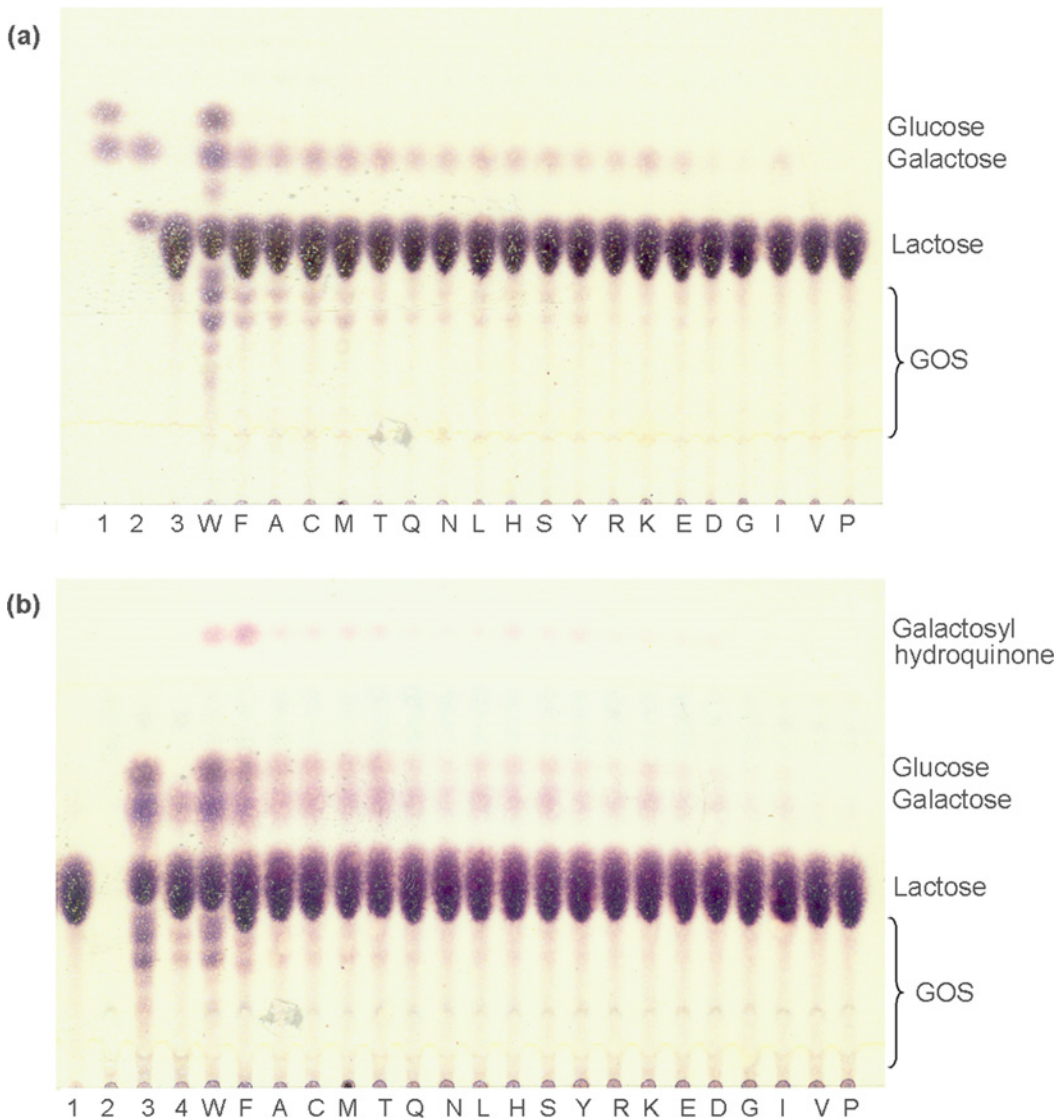 (a)
Glucose
Galactose
Lactose
GOS
1 2 3 W F A C M T Q N L H S Y R K E D G I V P
(b)
Galactosyl
hydroquinone
Glucose
Galactose
Lactose
GOS
1 2 3 4 W F A C M T Q N L H S Y R K E D G I V P